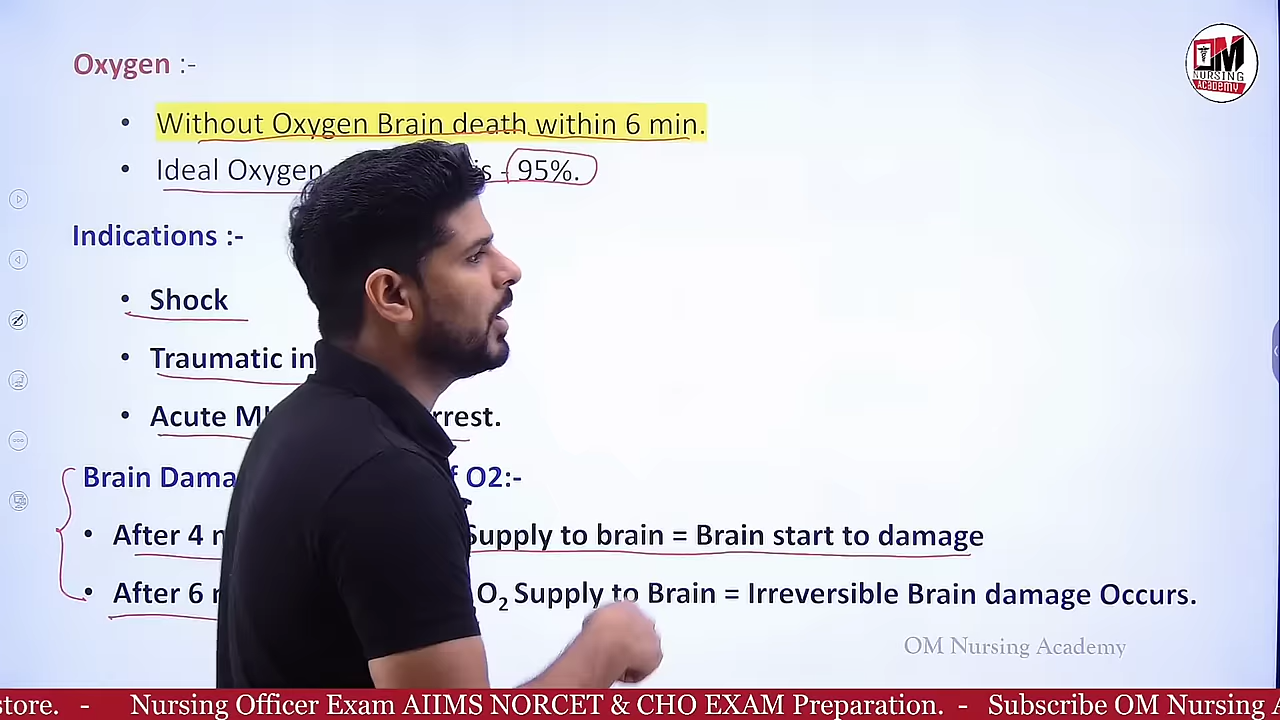 Oxygen :-
• Without Oxygen Brain death within 6 min.
• Ideal Oxygen is - 95%.
Indications :-
• Shock
• Traumatic in
• Acute MI rrest.
Brain Dama f O2:-
• After 4 m Supply to brain = Brain start to damage
• After 6 m O₂ Supply to Brain = Irreversible Brain damage Occurs.
OM Nursing Academy
OM
NURSING
ACADEMY
store. - Nursing Officer Exam AIIMS NORCET & CHO EXAM Preparation. - Subscribe OM Nursing A